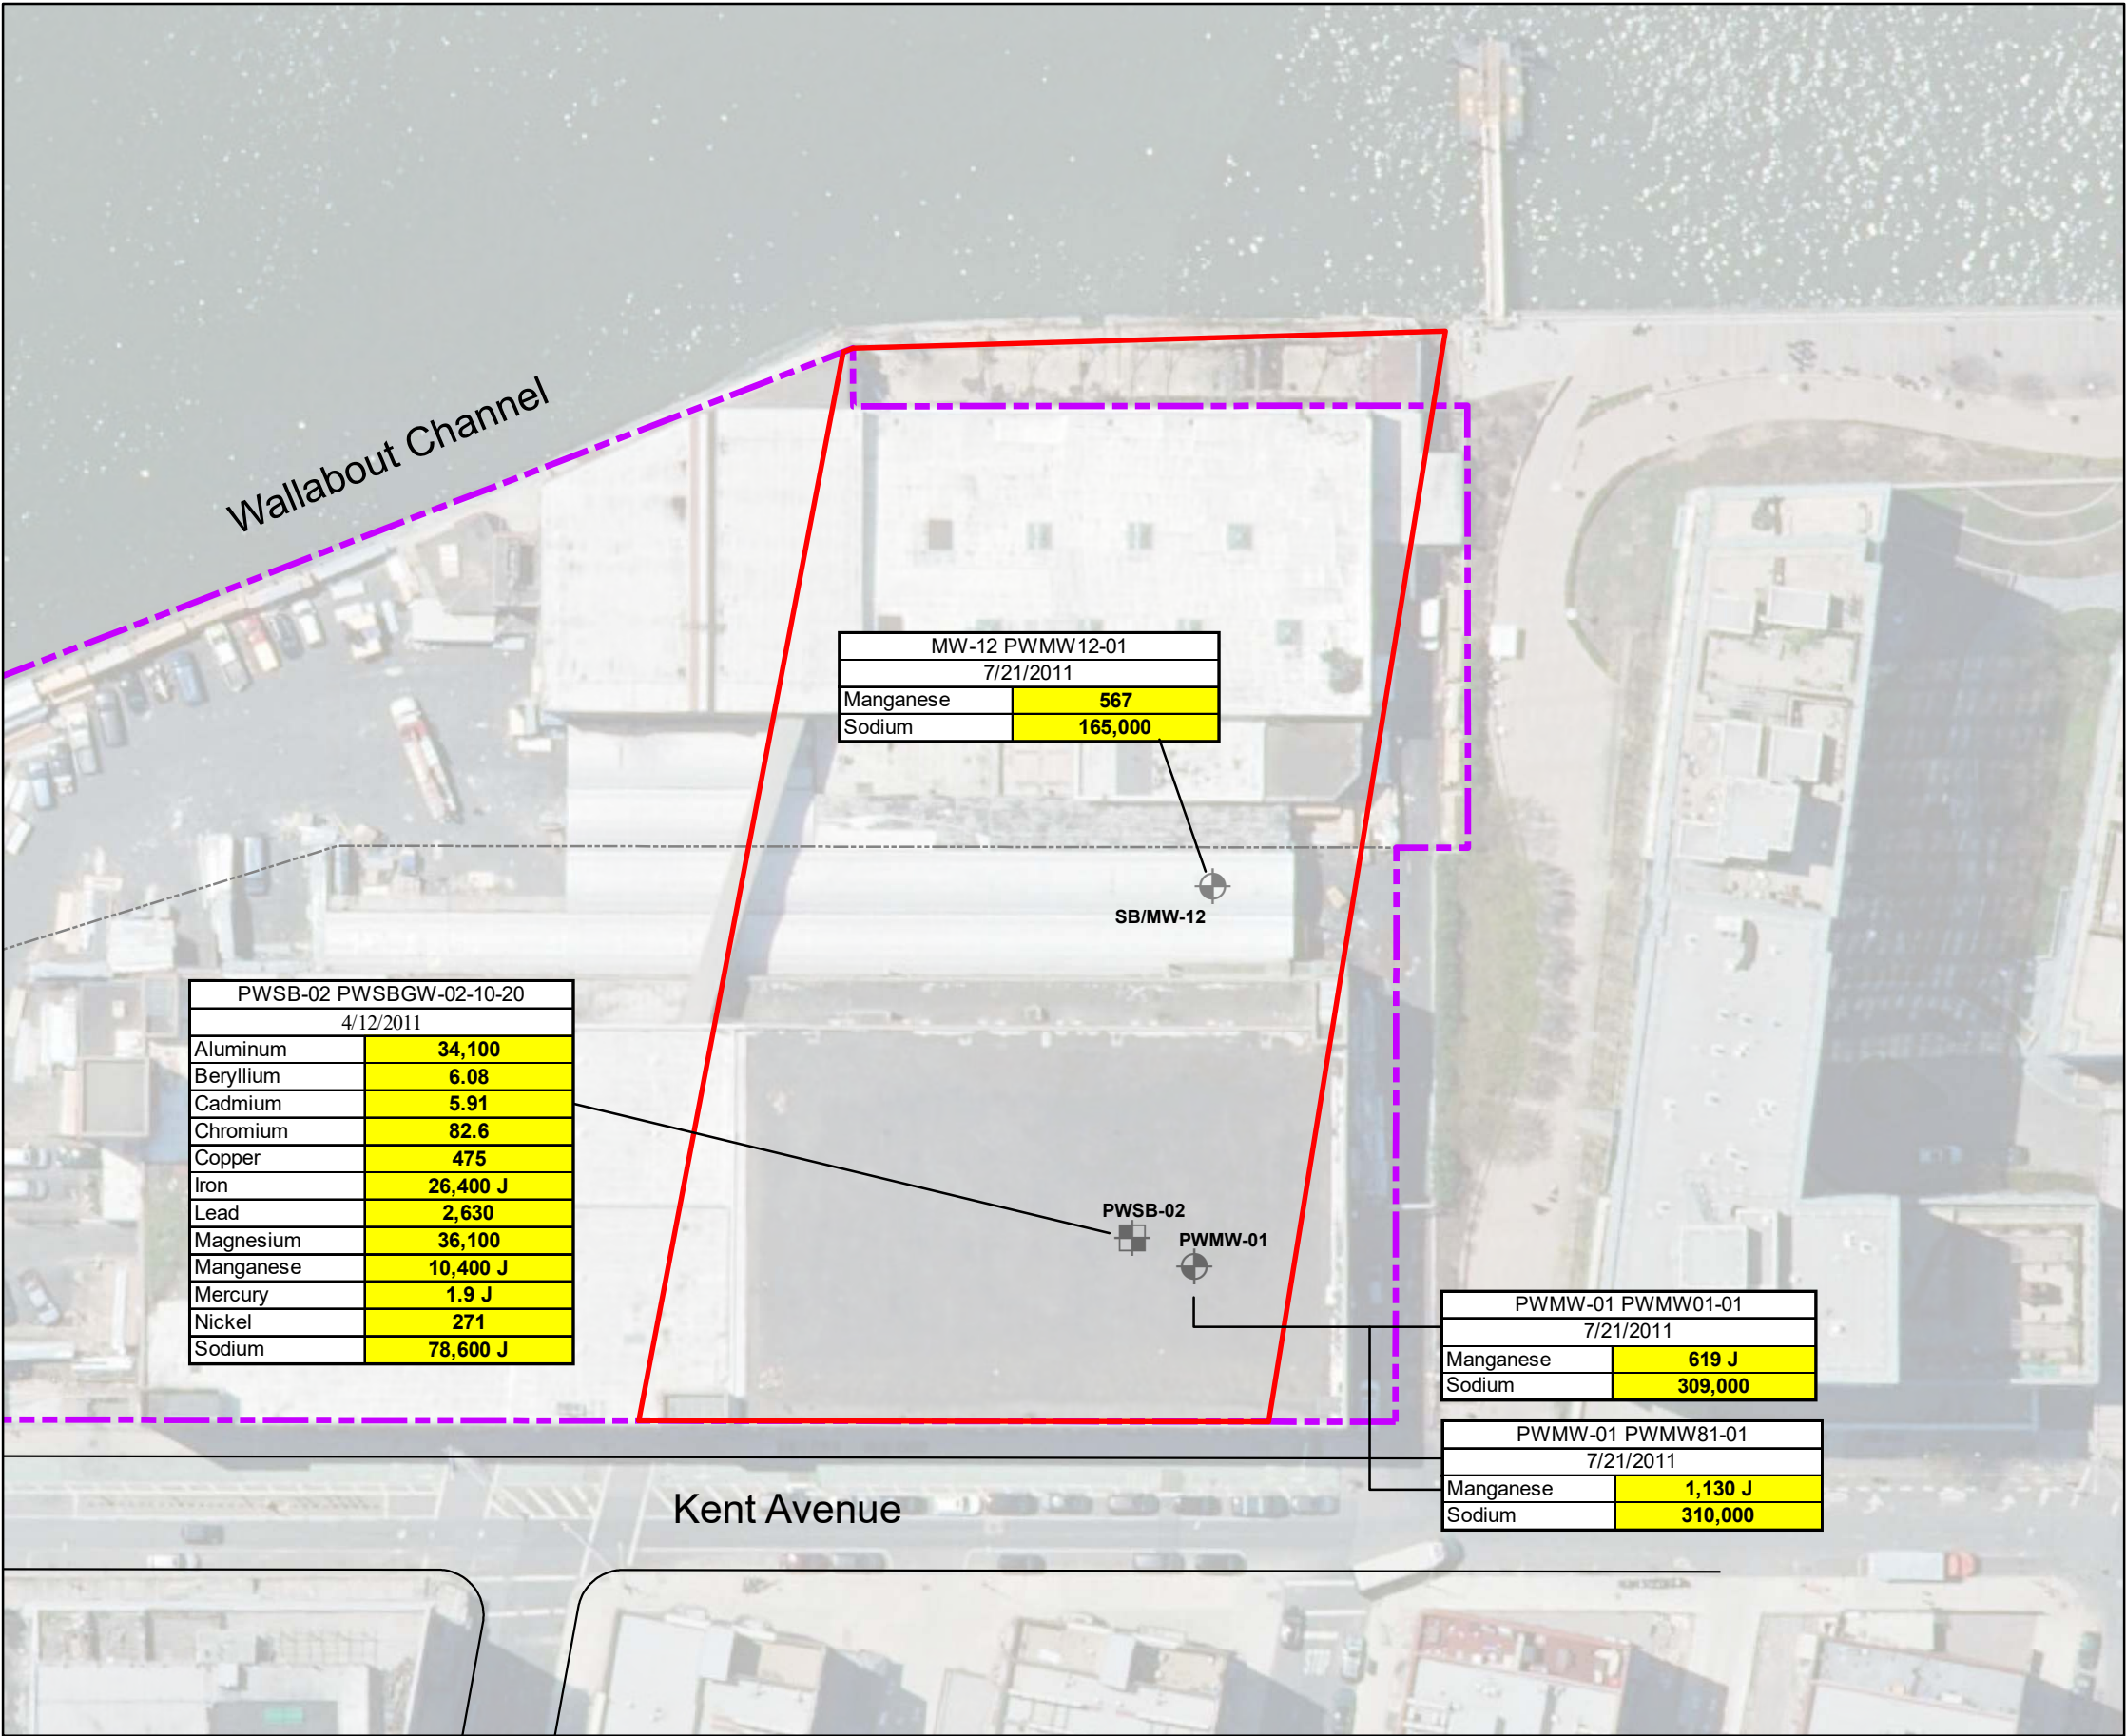 Wallabout Channel
MW-12 PWMW12-01
7/21/2011
Manganese 567
Sodium 165,000
SB/MW-12
PWSB-02 PWSBGW-02-10-20
4/12/2011
Aluminum 34,100
Beryllium 6.08
Cadmium 5.91
Chromium 82.6
Copper 475
Iron 26,400 J
Lead 2,630
Magnesium 36,100
Manganese 10,400 J
Mercury 1.9 J
Nickel 271
Sodium 78,600 J
PWSB-02
PWMW-01
PWMW-01 PWMW01-01
7/21/2011
Manganese 619 J
Sodium 309,000
PWMW-01 PWMW81-01
7/21/2011
Manganese 1,130 J
Sodium 310,000
Kent Avenue